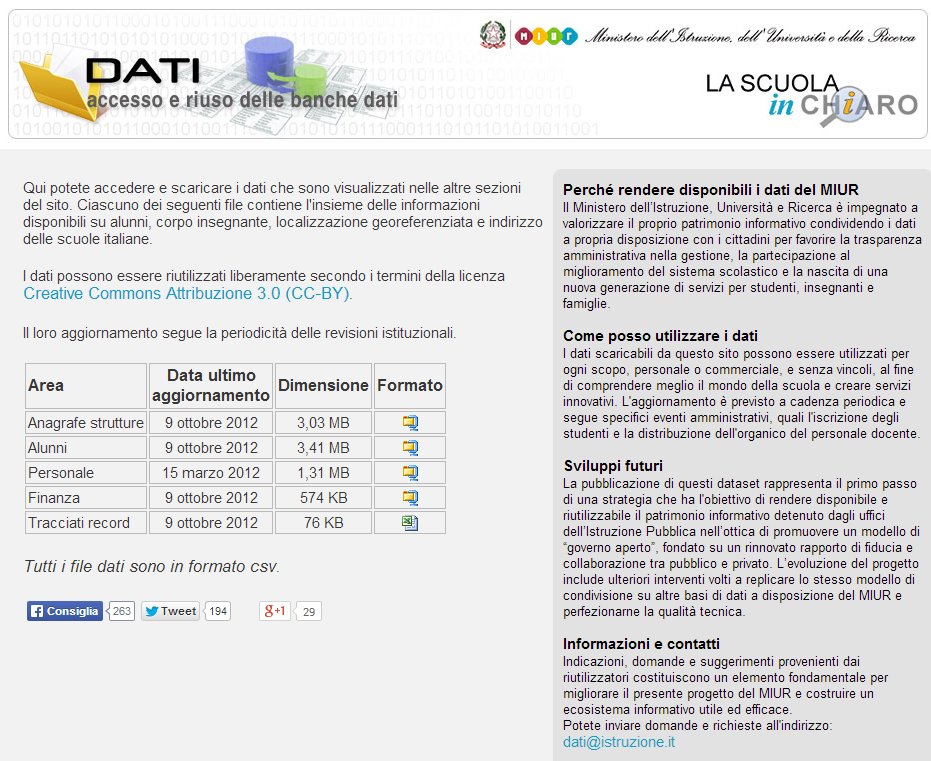 MIUR Ministero dell'Istruzione, dell'Università e della Ricerca
DATI
accesso e riuso delle banche dati
LA SCUOLA
in CHiARO
Qui potete accedere e scaricare i dati che sono visualizzati nelle altre sezioni
del sito. Ciascuno dei seguenti file contiene l'insieme delle informazioni
disponibili su alunni, corpo insegnante, localizzazione georeferenziata e indirizzo
delle scuole italiane.
I dati possono essere riutilizzati liberamente secondo i termini della licenza
Creative Commons Attribuzione 3.0 (CC-BY).
Il loro aggiornamento segue la periodicità delle revisioni istituzionali.
Area Data ultimo aggiornamento Dimensione Formato
Anagrafe strutture 9 ottobre 2012 3,03 MB
Alunni 9 ottobre 2012 3,41 MB
Personale 15 marzo 2012 1,31 MB
Finanza 9 ottobre 2012 574 KB
Tracciati record 9 ottobre 2012 76 KB
Tutti i file dati sono in formato csv.
Consiglia 263 Tweet 194 +1 29
Perché rendere disponibili i dati del MIUR
Il Ministero dell'Istruzione, Università e Ricerca è impegnato a
valorizzare il proprio patrimonio informativo condividendo i dati
a propria disposizione con i cittadini per favorire la trasparenza
amministrativa nella gestione, la partecipazione al
miglioramento del sistema scolastico e la nascita di una
nuova generazione di servizi per studenti, insegnanti e
famiglie.
Come posso utilizzare i dati
I dati scaricabili da questo sito possono essere utilizzati per
ogni scopo, personale o commerciale, e senza vincoli, al fine
di comprendere meglio il mondo della scuola e creare servizi
innovativi. L'aggiornamento è previsto a cadenza periodica e
segue specifici eventi amministrativi, quali l'iscrizione degli
studenti e la distribuzione dell'organico del personale docente.
Sviluppi futuri
La pubblicazione di questi dataset rappresenta il primo passo
di una strategia che ha l'obiettivo di rendere disponibile e
riutilizzabile il patrimonio informativo detenuto dagli uffici
dell'Istruzione Pubblica nell'ottica di promuovere un modello di
“governo aperto”, fondato su un rinnovato rapporto di fiducia e
collaborazione tra pubblico e privato. L'evoluzione del progetto
include ulteriori interventi volti a replicare lo stesso modello di
condivisione su altre basi di dati a disposizione del MIUR e
perfezionarne la qualità tecnica.
Informazioni e contatti
Indicazioni, domande e suggerimenti provenienti dai
riutilizzatori costituiscono un elemento fondamentale per
migliorare il presente progetto del MIUR e costruire un
ecosistema informativo utile ed efficace.
Potete inviare domande e richieste all'indirizzo:
dati@istruzione.it